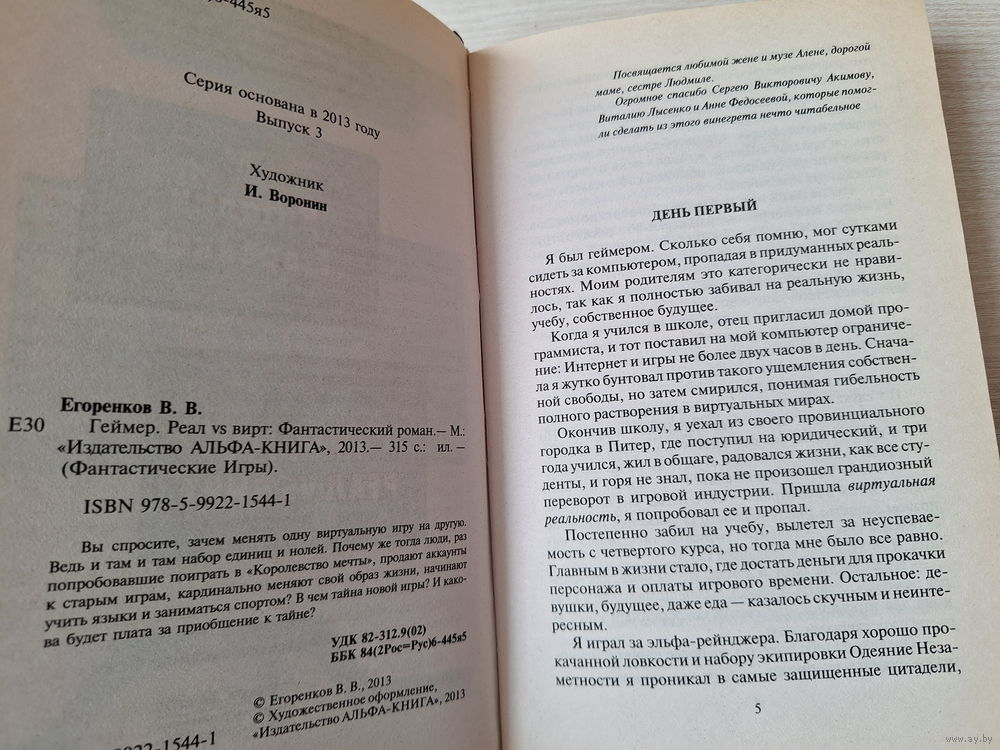 6-445я5
Серия основана в 2013 году
Выпуск 3
Художник
И. Воронин
Егоренков В. В.
Е30
Геймер. Реал vs вирт: Фантастический роман.— М.:
«Издательство АЛЬФА-КНИГА», 2013.— 315 с.: ил.—
(Фантастические Игры).
ISBN 978-5-9922-1544-1
Вы спросите, зачем менять одну виртуальную игру на другую.
Ведь и там и там набор единиц и нолей. Почему же тогда люди, раз
попробовавшие поиграть в «Королевство мечты», продают аккаунты
к старым играм, кардинально меняют свой образ жизни, начинают
учить языки и заниматься спортом? В чем тайна новой игры? И како-
ва будет плата за приобщение к тайне?
УДК 82-312.9(02)
ББК 84(2Рос=Рус)6-445я5
© Егоренков В. В., 2013
© Художественное оформление,
«Издательство АЛЬФА-КНИГА», 2013
-9922-1544-1
Посвящается любимой жене и музе Алене, дорогой
маме, сестре Людмиле.
Огромное спасибо Сергею Викторовичу Акимову,
Виталию Лысенко и Анне Федосеевой, которые помог-
ли сделать из этого винегрета нечто читабельное
ДЕНЬ ПЕРВЫЙ
Я был геймером. Сколько себя помню, мог сутками
сидеть за компьютером, пропадая в придуманных реаль-
ностях. Моим родителям это категорически не нрави-
лось, так как я полностью забивал на реальную жизнь,
учебу, собственное будущее.
Когда я учился в школе, отец пригласил домой про-
граммиста, и тот поставил на мой компьютер ограниче-
ние: Интернет и игры не более двух часов в день. Снача-
ла я жутко бунтовал против такого ущемления собствен-
ной свободы, но затем смирился, понимая гибельность
полного растворения в виртуальных мирах.
Окончив школу, я уехал из своего провинциального
городка в Питер, где поступил на юридический, и три
года учился, жил в общаге, радовался жизни, как все сту-
денты, и горя не знал, пока не произошел грандиозный
переворот в игровой индустрии. Пришла виртуальная
реальность, я попробовал ее и пропал.
Постепенно забил на учебу, вылетел за неуспевае-
мость с четвертого курса, но тогда мне было все равно.
Главным в жизни стало, где достать деньги для прокачки
персонажа и оплаты игрового времени. Остальное: де-
вушки, будущее, даже еда — казалось скучным и неинте-
ресным.
Я играл за эльфа-рейнджера. Благодаря хорошо про-
качанной ловкости и набору экипировки Одеяние Неза-
метности я проникал в самые защищенные цитадели,
5
www.ay.by